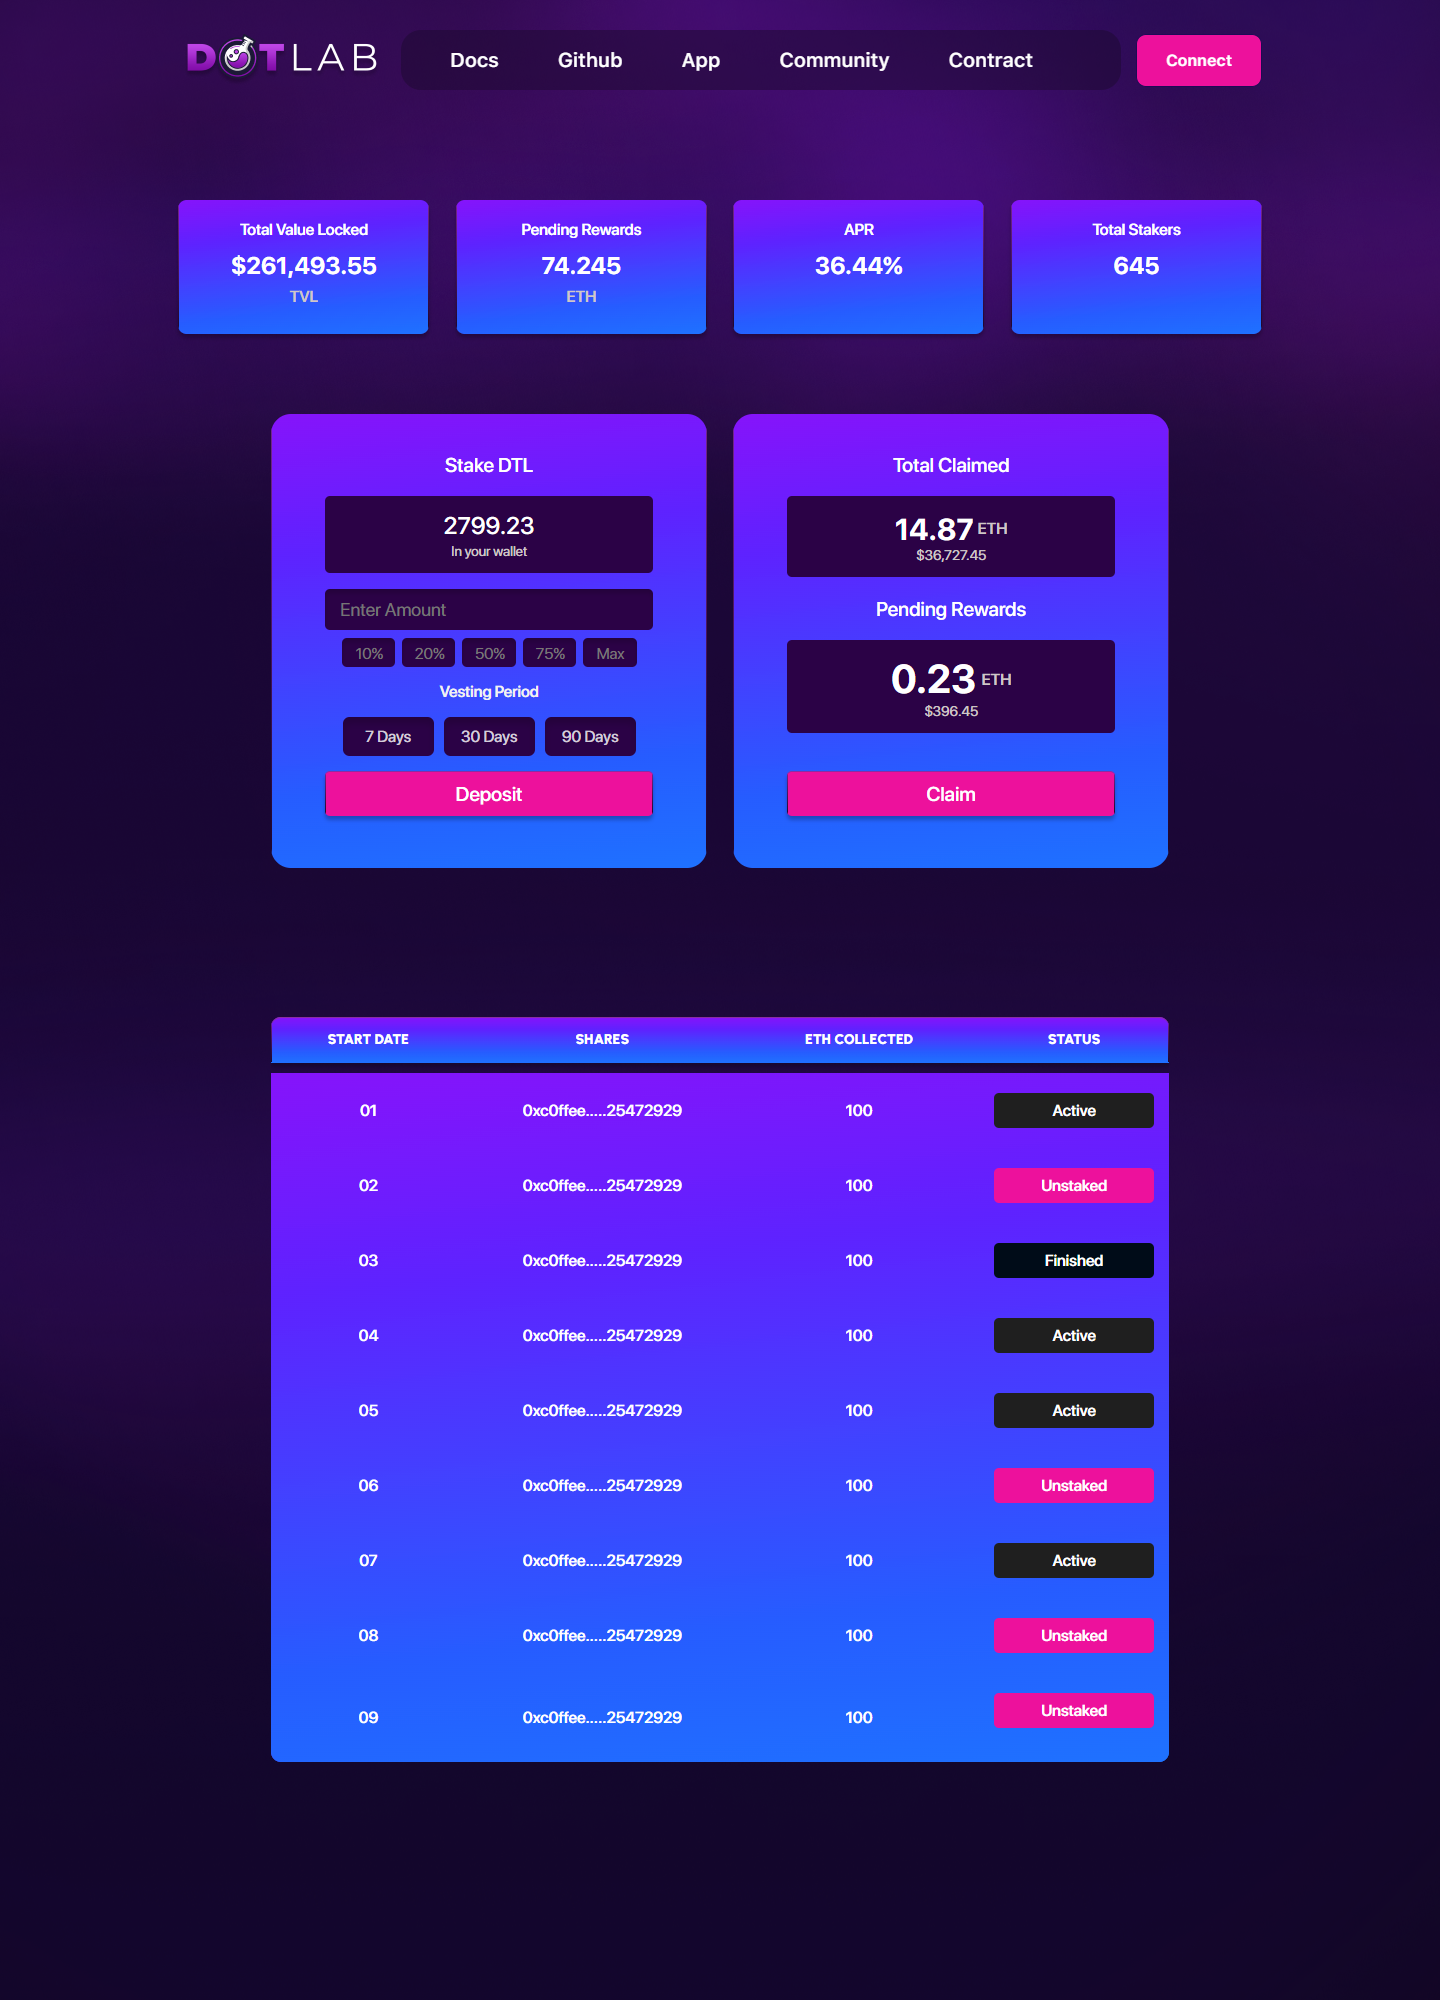 DOTLAB
Docs Github App Community Contract Connect
Total Value Locked
$261,493.55
TVL
Pending Rewards
74.245
ETH
APR
36.44%
Total Stakers
645
Stake DTL
2799.23
In your wallet
Enter Amount
10% 20% 50% 75% Max
Vesting Period
7 Days 30 Days 90 Days
Deposit
Total Claimed
14.87 ETH
$36,727.45
Pending Rewards
0.23 ETH
$396.45
Claim
START DATE SHARES ETH COLLECTED STATUS
01 0xc0ffee.....25472929 100 Active
02 0xc0ffee.....25472929 100 Unstaked
03 0xc0ffee.....25472929 100 Finished
04 0xc0ffee.....25472929 100 Active
05 0xc0ffee.....25472929 100 Active
06 0xc0ffee.....25472929 100 Unstaked
07 0xc0ffee.....25472929 100 Active
08 0xc0ffee.....25472929 100 Unstaked
09 0xc0ffee.....25472929 100 Unstaked